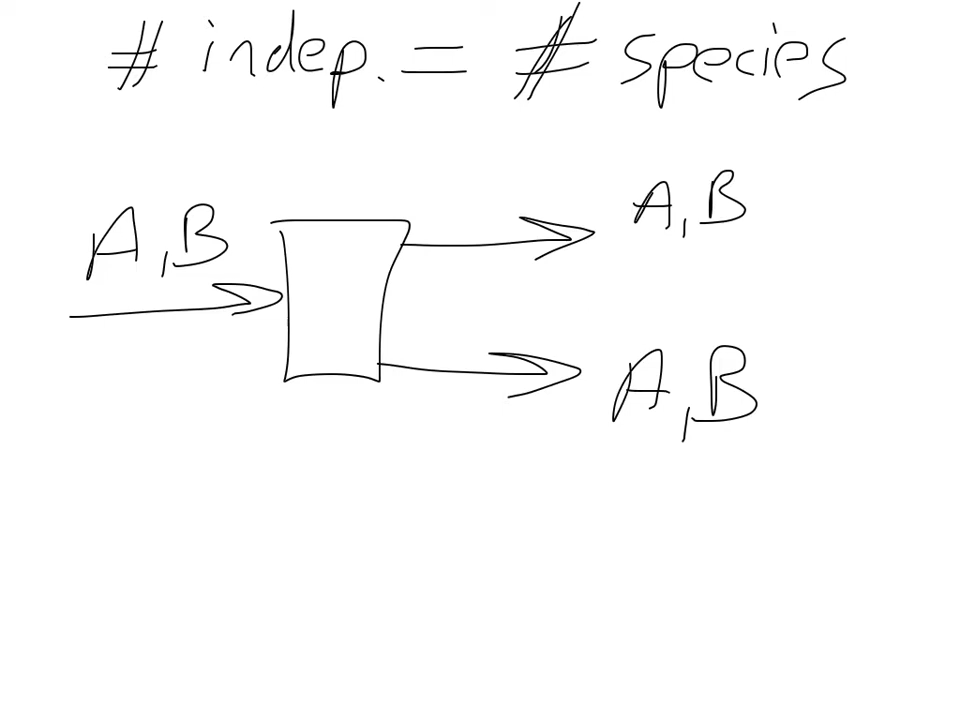 # indep. = # species
A,B
A,B
A,B